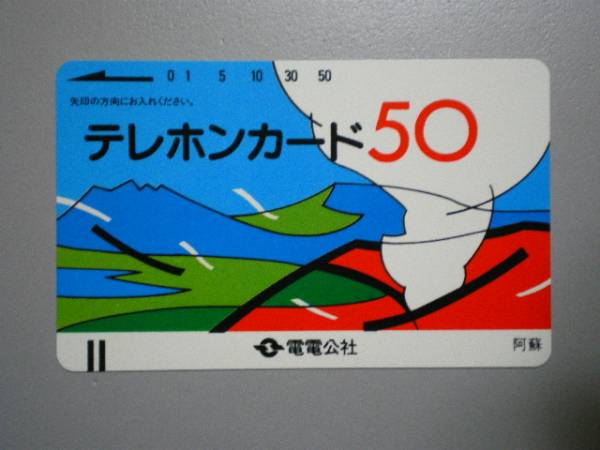 0 1 5 10 30 50
矢印の方向にお入れください。
テレホンカード50
電電公社
阿蘇